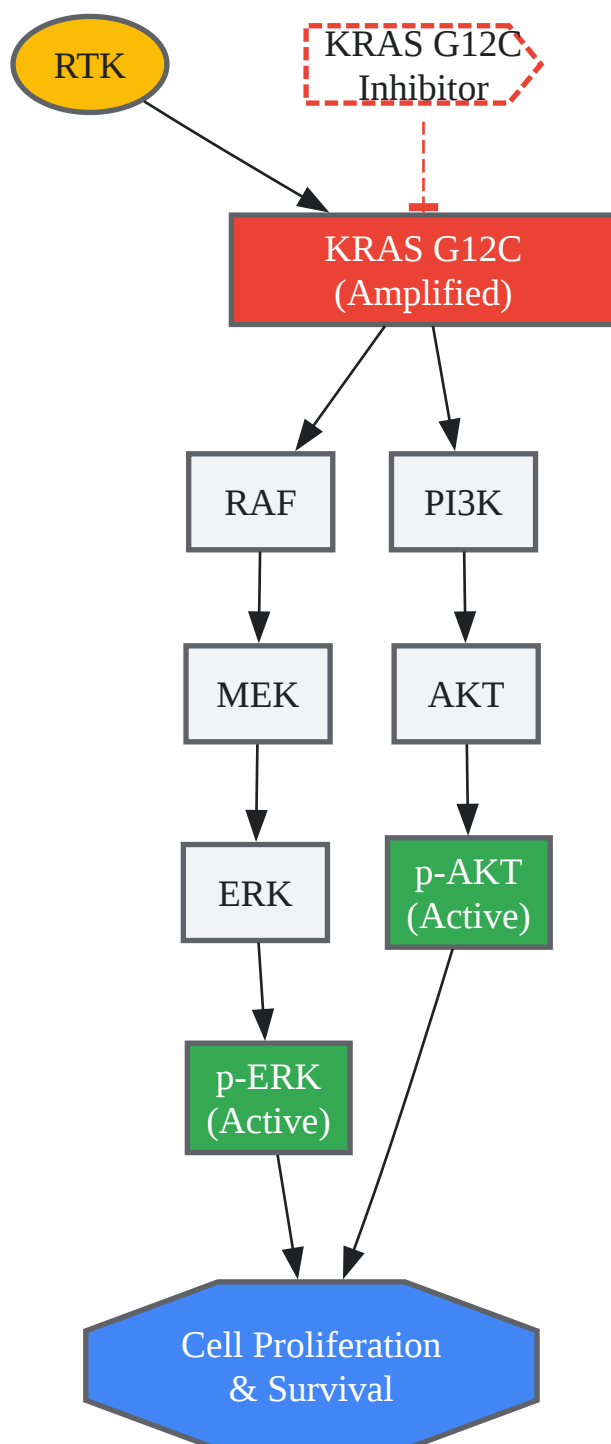 RTK
KRAS G12C
Inhibitor
KRAS G12C
(Amplified)
RAF
PI3K
MEK
AKT
ERK
p-AKT
(Active)
p-ERK
(Active)
Cell Proliferation
& Survival